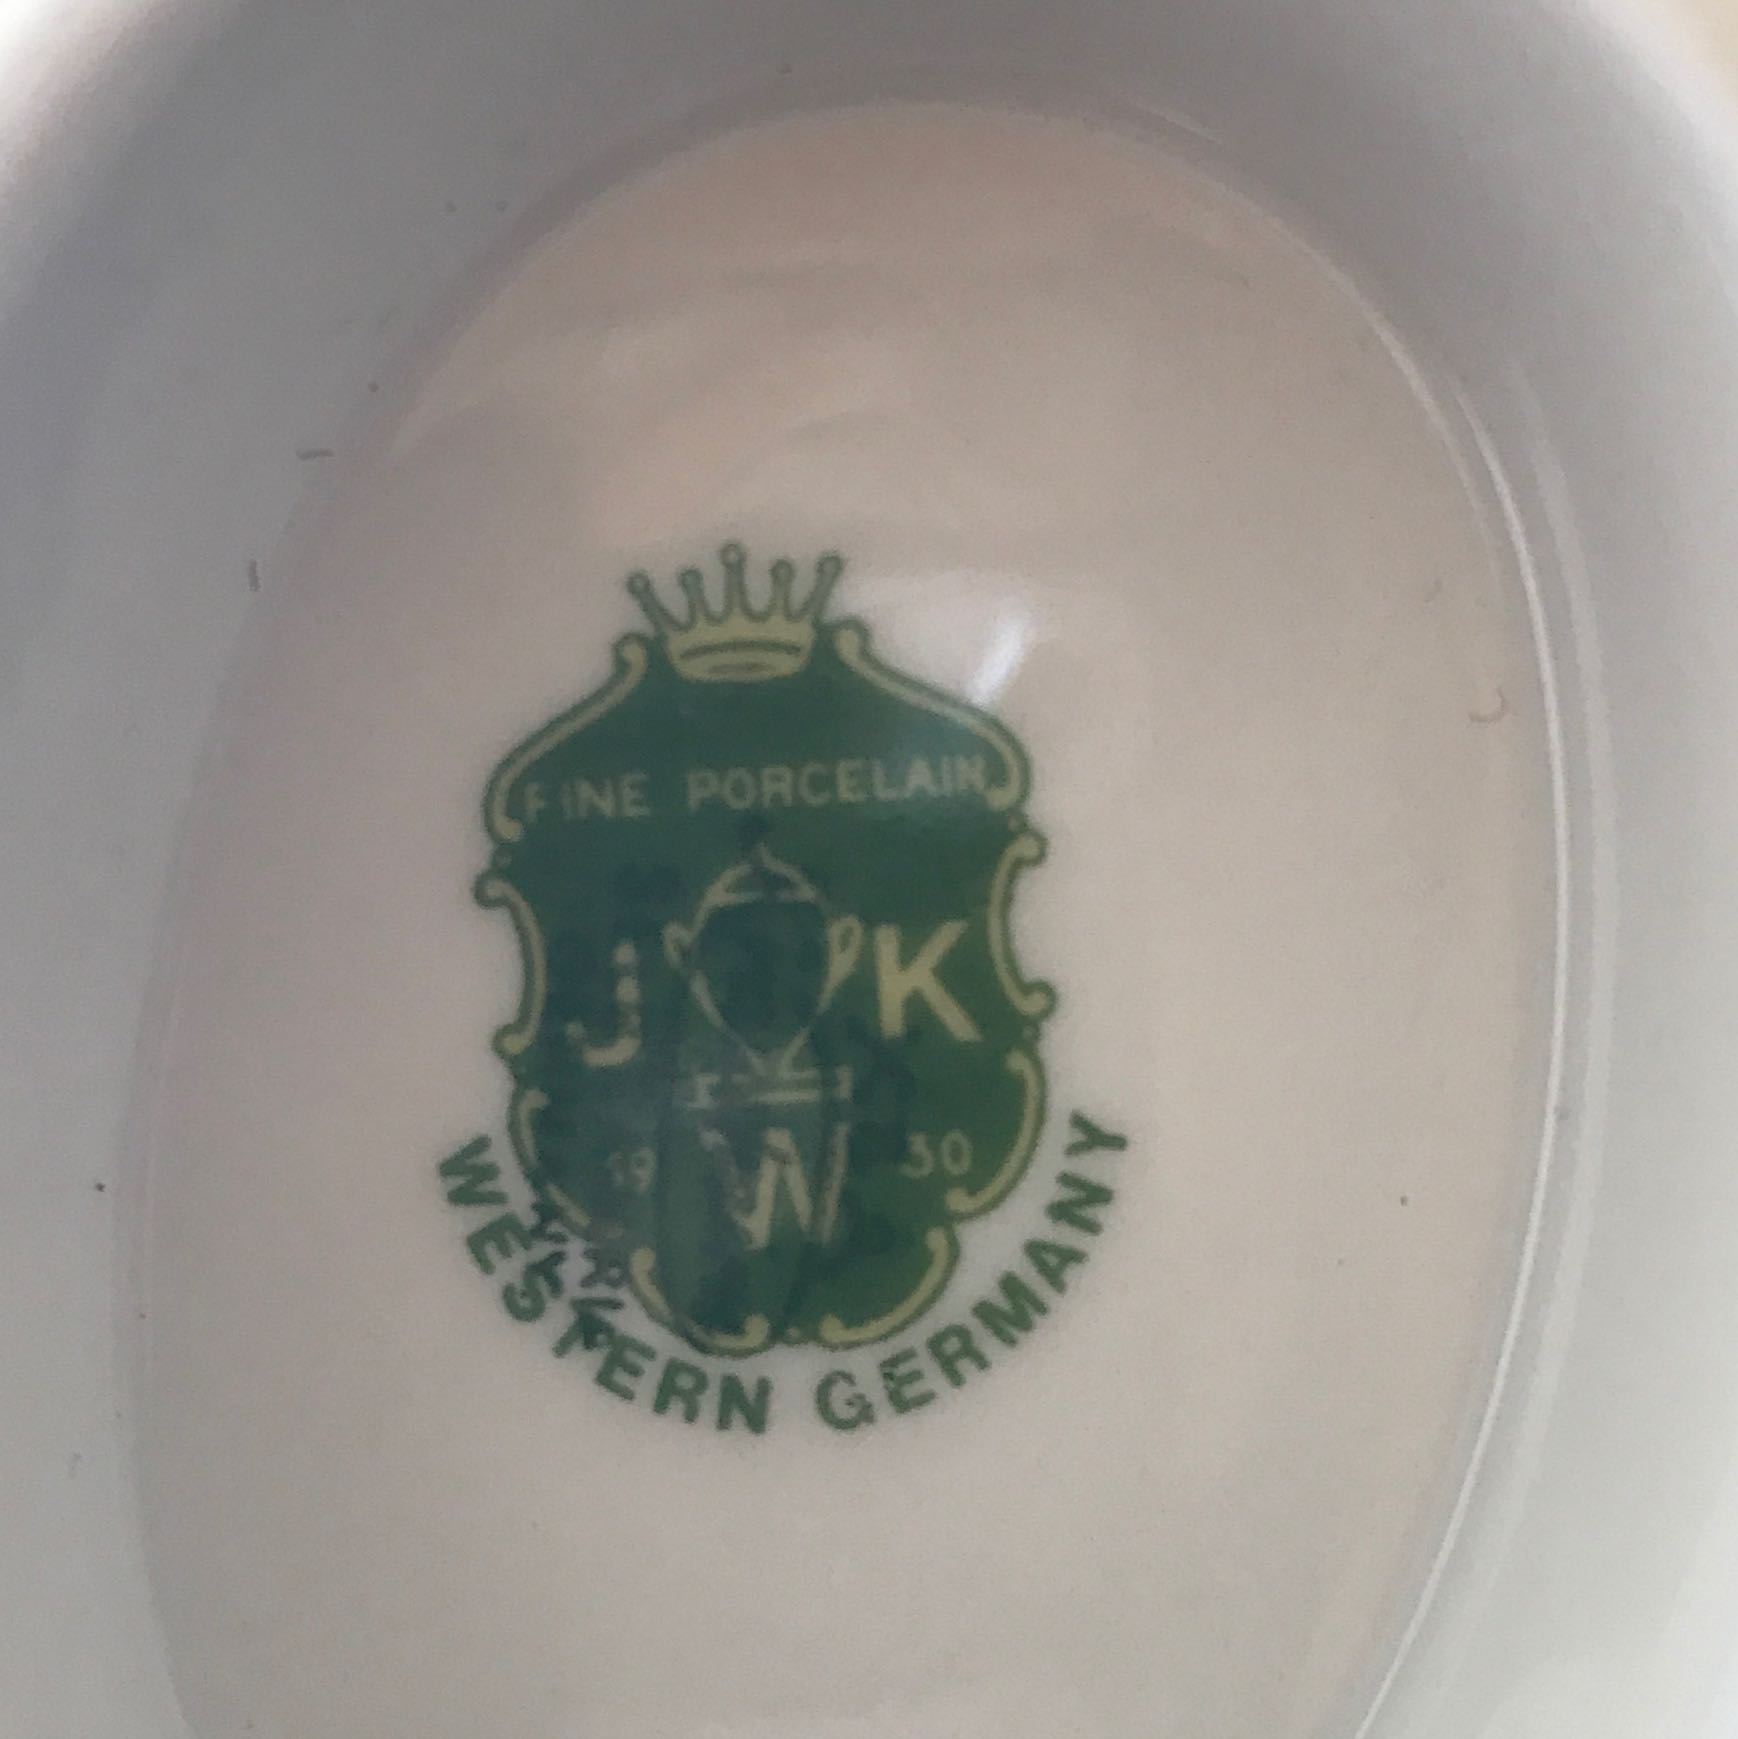 FINE PORCELAIN
J K
W
19 30
WESTERN GERMANY